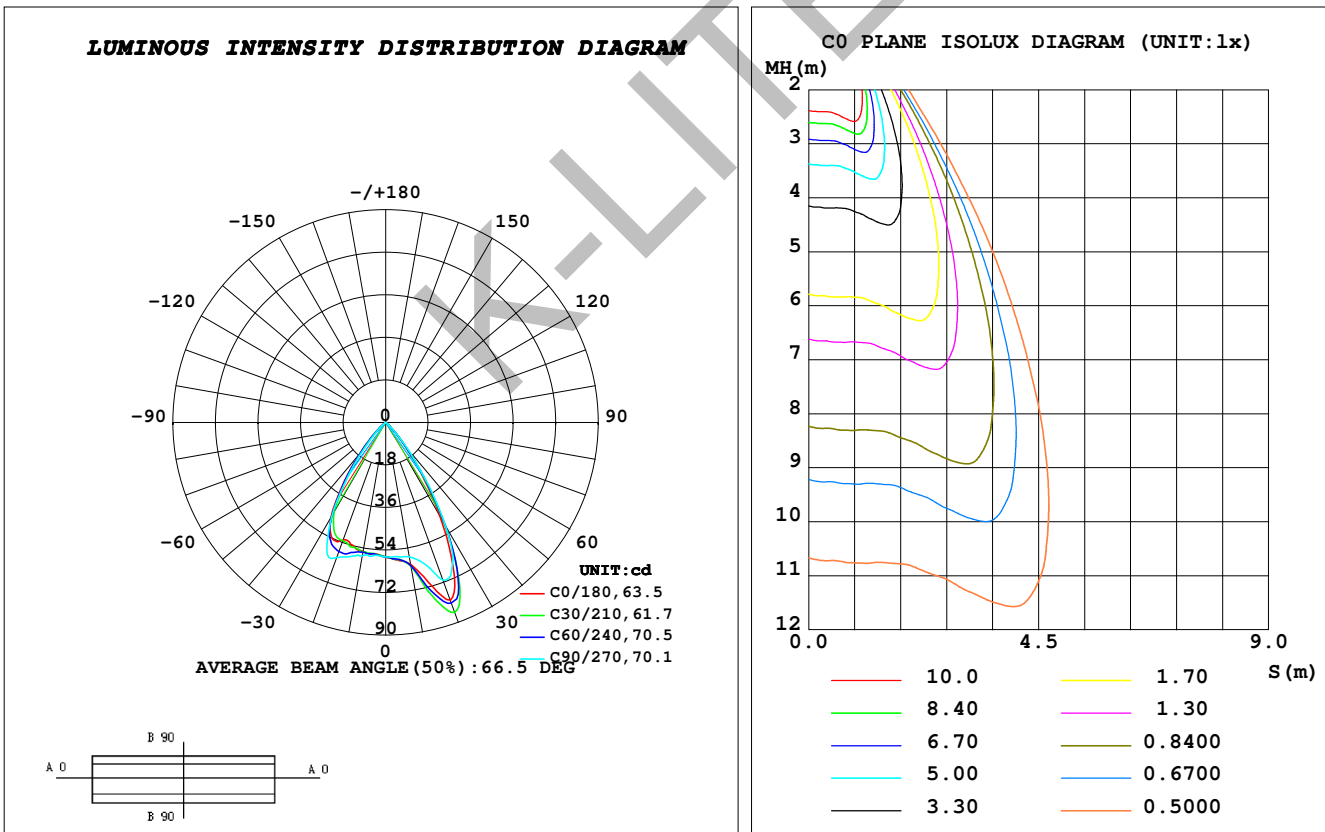 LUMINOUS INTENSITY DISTRIBUTION DIAGRAM
-/+180
-150
150
-120
120
-90
90
-60
60
-30
30
0
0
18
36
54
72
90
UNIT:cd
C0/180,63.5
C30/210,61.7
C60/240,70.5
C90/270,70.1
AVERAGE BEAM ANGLE(50%):66.5 DEG
B 90
A 0
A 0
B 90
C0 PLANE ISOLUX DIAGRAM (UNIT:lx)
MH(m)
2
3
4
5
6
7
8
9
10
11
12
0.0
4.5
9.0
S(m)
10.0
1.70
8.40
1.30
6.70
0.8400
5.00
0.6700
3.30
0.5000
K-LITE